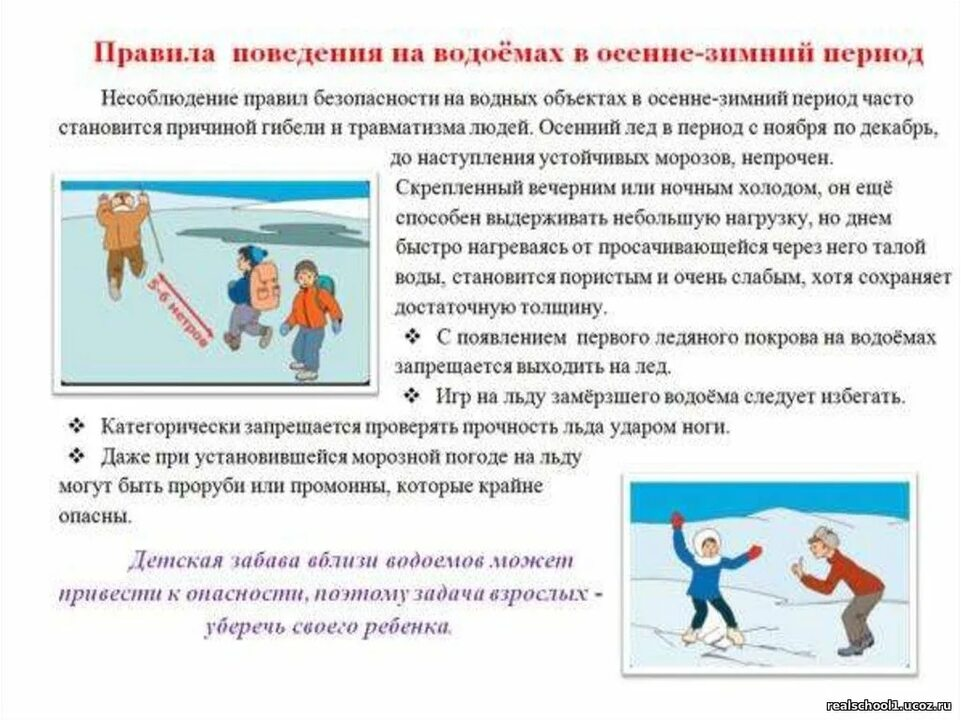 Правила поведения на водоёмах в осенне-зимний период
Несоблюдение правил безопасности на водных объектах в осенне-зимний период часто
становится причиной гибели и травматизма людей. Осенний лед в период с ноября по декабрь,
до наступления устойчивых морозов, непрочен.
Скрепленный вечерним или ночным холодом, он ещё
способен выдерживать небольшую нагрузку, но днем
быстро нагреваясь от просачивающейся через него талой
воды, становится пористым и очень слабым, хотя сохраняет
достаточную толщину.
5-6 метров
❖ С появлением первого ледяного покрова на водоёмах
запрещается выходить на лед.
❖ Игр на льду замёрзшего водоёма следует избегать.
❖ Категорически запрещается проверять прочность льда ударом ноги.
❖ Даже при установившейся морозной погоде на льду
могут быть проруби или промоины, которые крайне
опасны.
Детская забава вблизи водоемов может
привести к опасности, поэтому задача взрослых -
уберечь своего ребенка.
realschool1.ucoz.ru